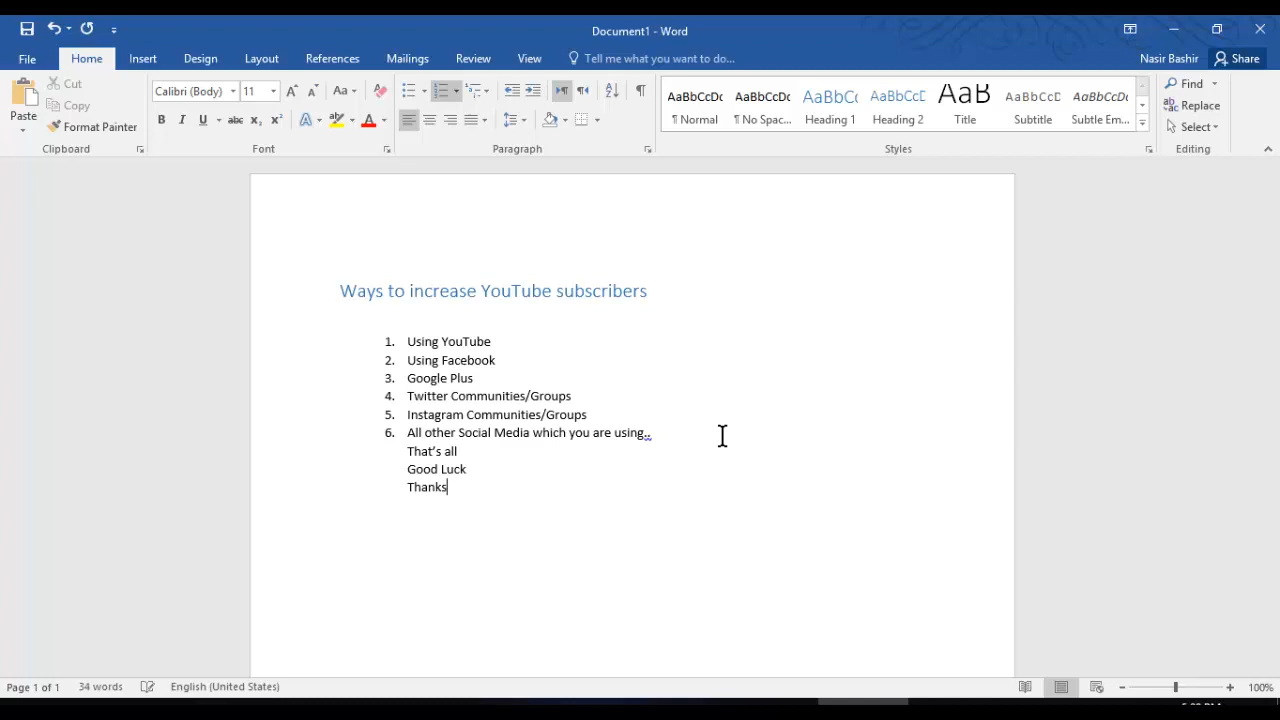 Document1 - Word
File Home Insert Design Layout References Mailings Review View Tell me what you want to do... Nasir Bashir Share
Paste
Cut
Copy
Format Painter
Clipboard
Calibri (Body) 11
Font
Paragraph
AaBbCcDc AaBbCcDc AaBbCc AaBbCcD AaB AaBbCcD AaBbCcDc
¶ Normal ¶ No Spac... Heading 1 Heading 2 Title Subtitle Subtle Em...
Styles
Find
Replace
Select
Editing
Ways to increase YouTube subscribers
1. Using YouTube
2. Using Facebook
3. Google Plus
4. Twitter Communities/Groups
5. Instagram Communities/Groups
6. All other Social Media which you are using..
That's all
Good Luck
Thanks
Page 1 of 1 34 words English (United States) 100%